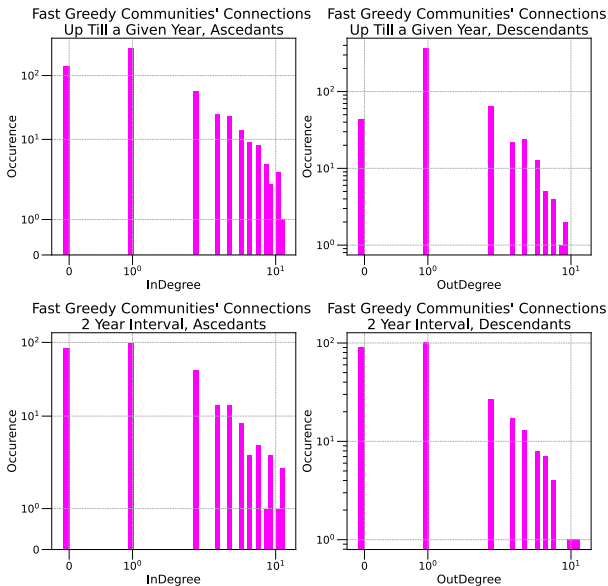 Fast Greedy Communities' Connections
Up Till a Given Year, Ascedants
Occurence
10²
10¹
10⁰
0
0
10⁰
10¹
InDegree
Fast Greedy Communities' Connections
Up Till a Given Year, Descendants
Occurence
10²
10¹
10⁰
0
10⁰
10¹
OutDegree
Fast Greedy Communities' Connections
2 Year Interval, Ascedants
Occurence
10²
10¹
10⁰
0
0
10⁰
10¹
InDegree
Fast Greedy Communities' Connections
2 Year Interval, Descendants
Occurence
10²
10¹
10⁰
0
10⁰
10¹
OutDegree